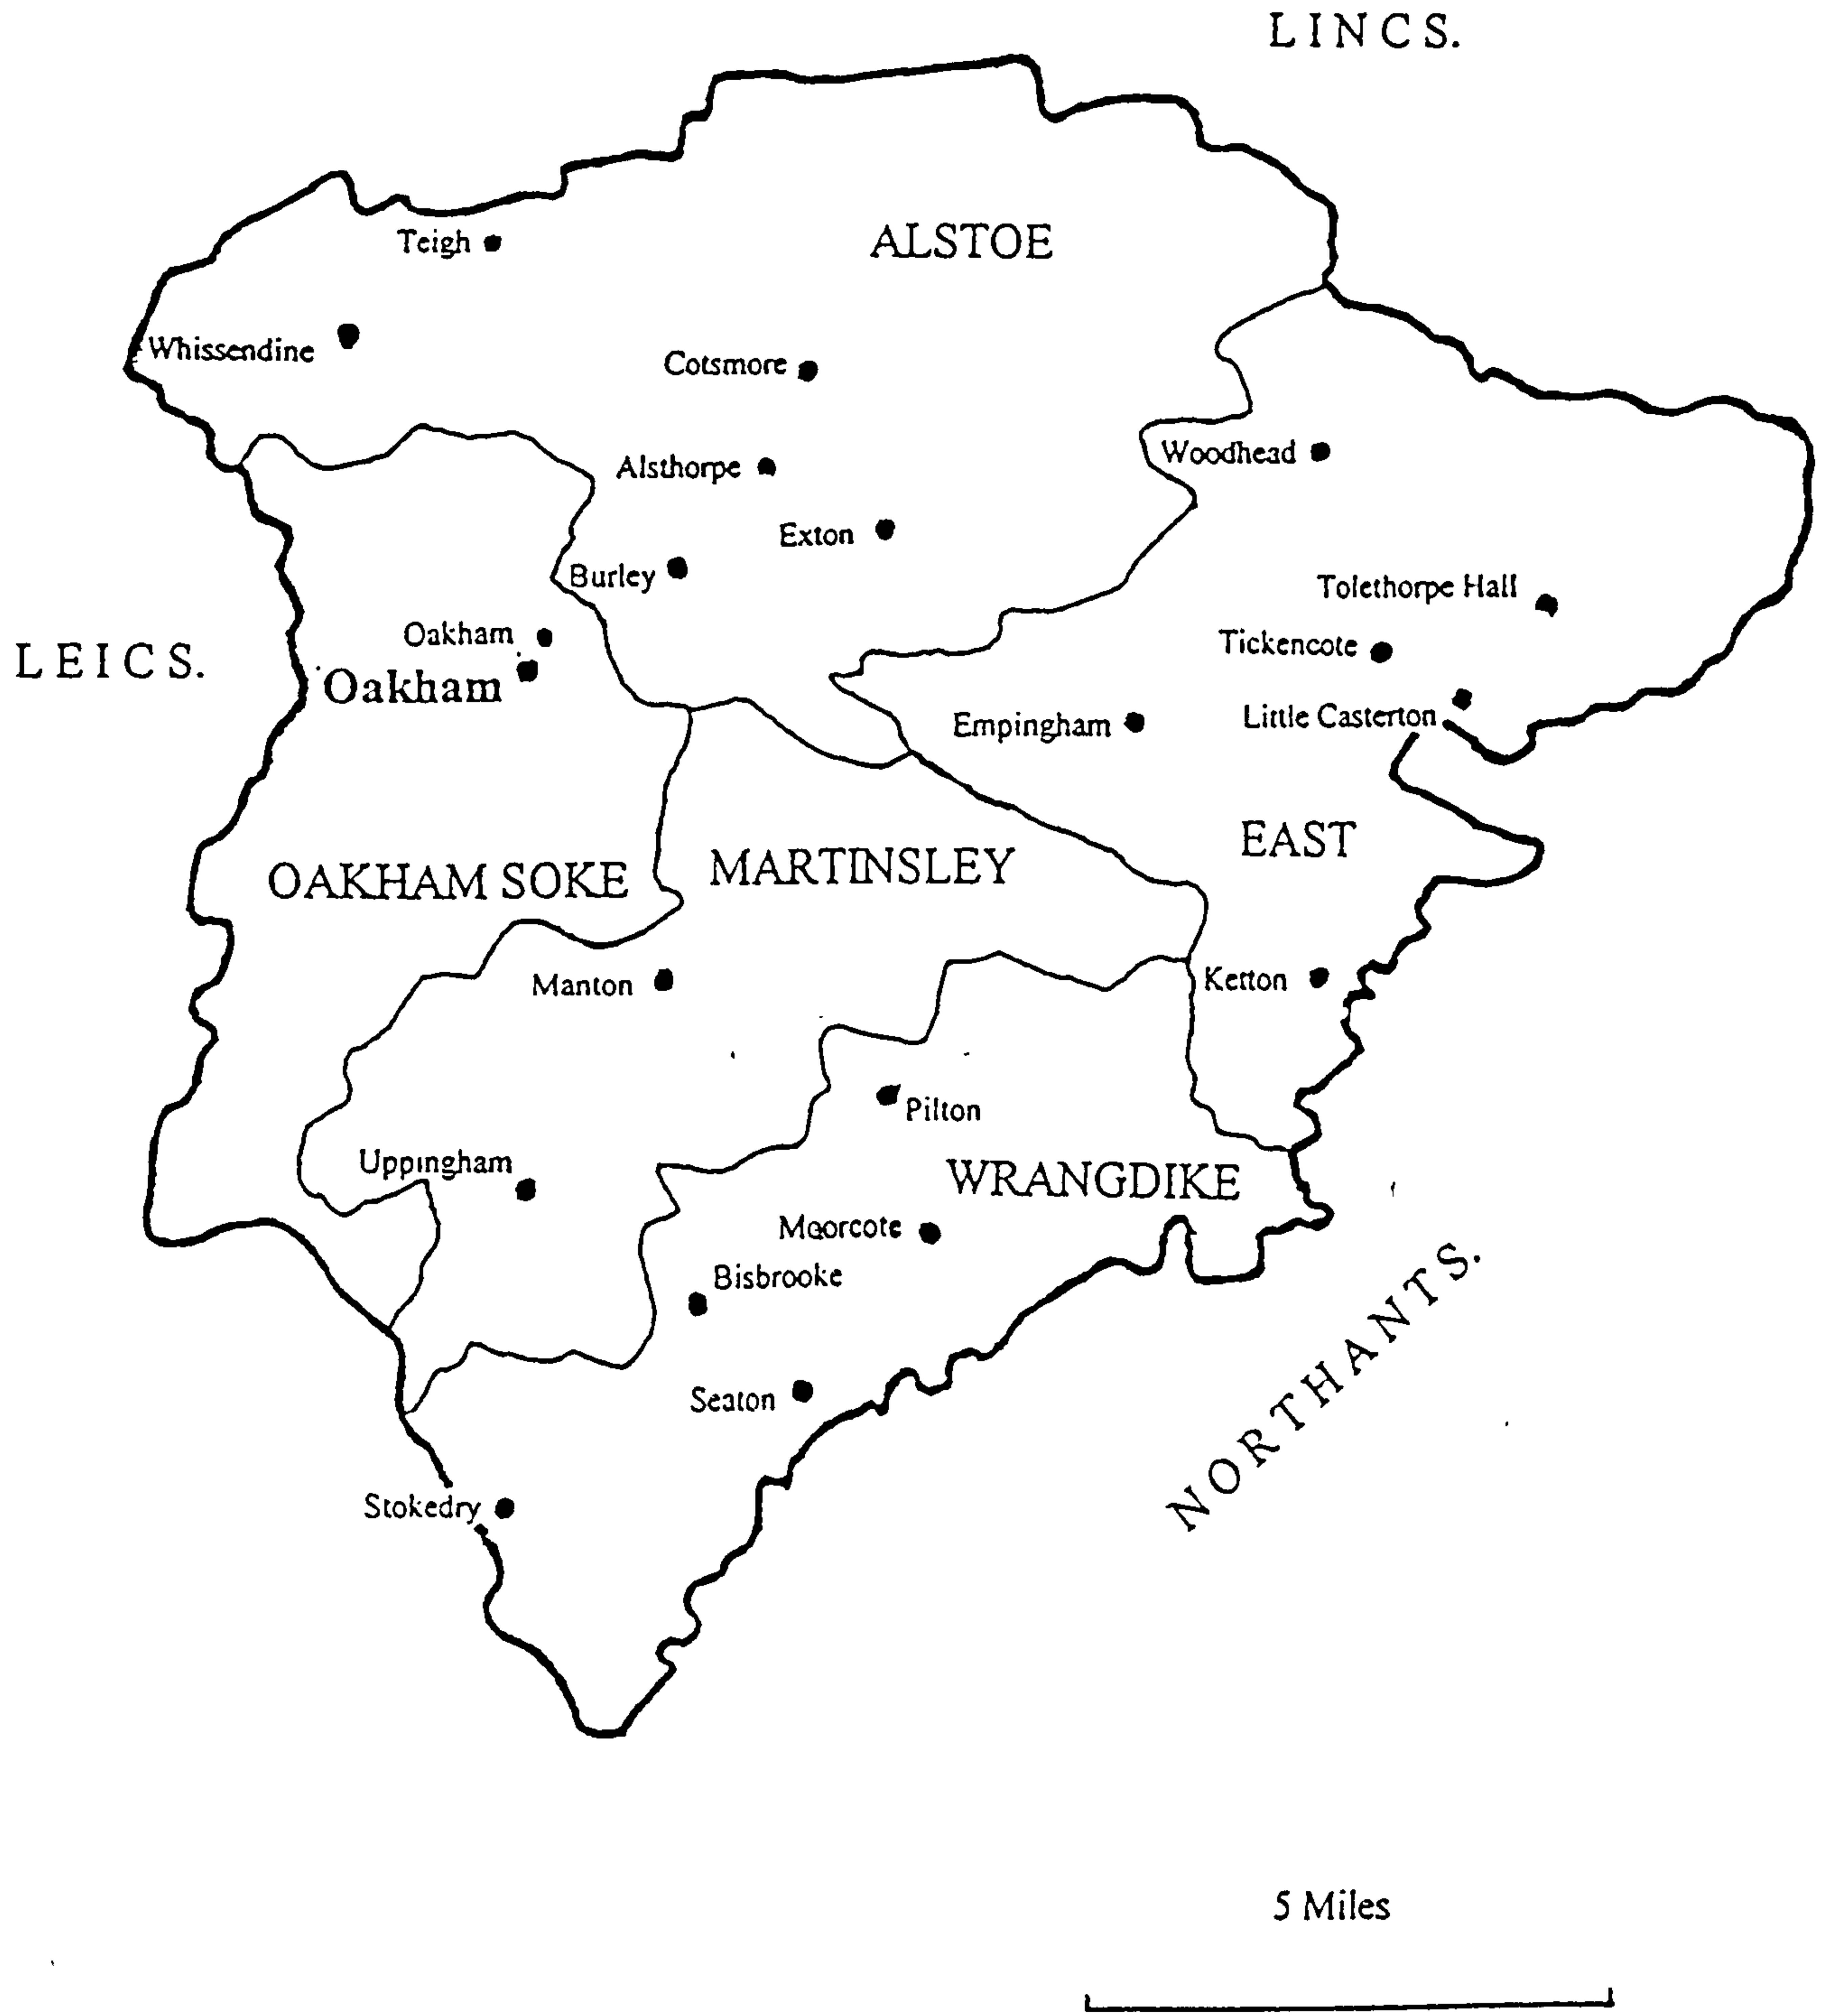 LINCS.
Teigh
ALSTOE
Whissendine
Cotsmore
Woodhead
Alsthorpe
Exton
Burley
Tolethorpe Hall
Oakham
Tickencote
LEICS.
Oakham
Little Casterton
Empingham
EAST
MARTINSLEY
OAKHAM SOKE
Ketton
Manton
Pilton
Uppingham
WRANGDIKE
Moorcote
Bisbrooke
NORTHANTS.
Seaton
Stokedry
5 Miles